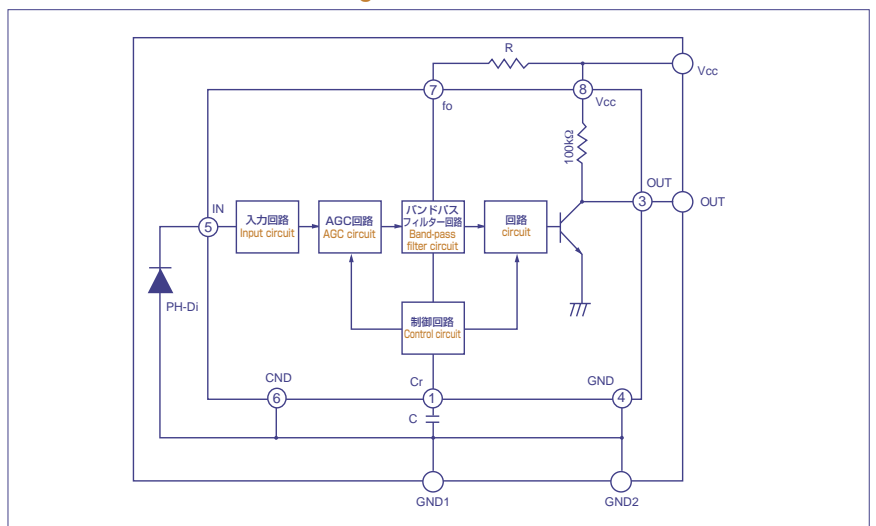 R
Vcc
7
8
fo
Vcc
100kΩ
IN
OUT
5
入力回路
Input circuit
AGC回路
AGC circuit
バンドパス
フィルター回路
Band-pass
filter circuit
回路
circuit
3
OUT
PH-Di
制御回路
Control circuit
CND
Cr
GND
6
1
4
C
GND1
GND2